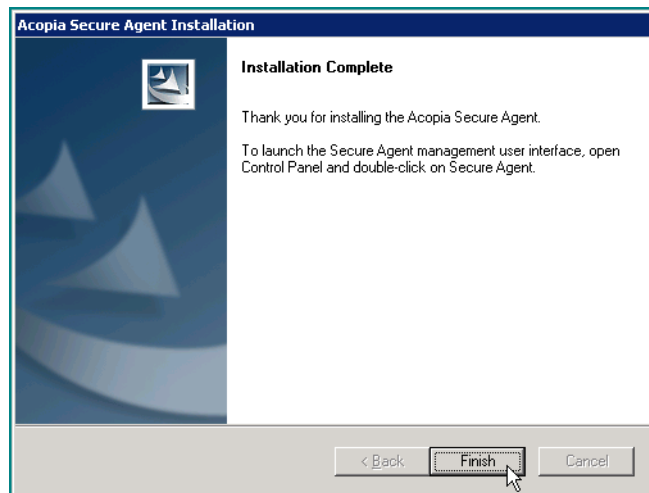 Acopia Secure Agent Installation
Installation Complete
Thank you for installing the Acopia Secure Agent.
To launch the Secure Agent management user interface, open
Control Panel and double-click on Secure Agent.
< Back
Finish
Cancel